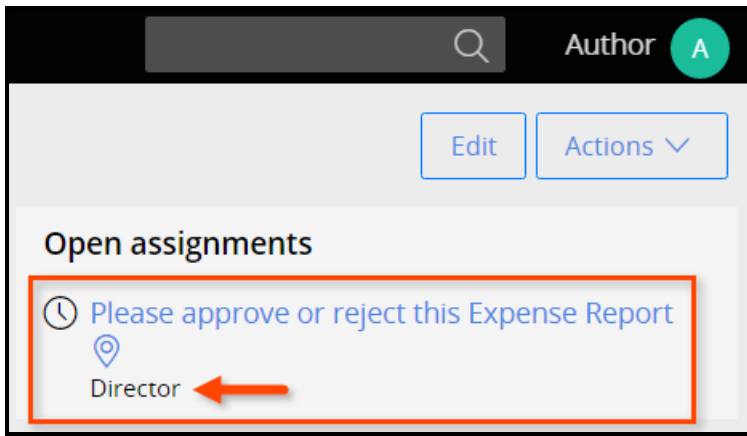 Author A
Edit Actions
Open assignments
Please approve or reject this Expense Report
Director